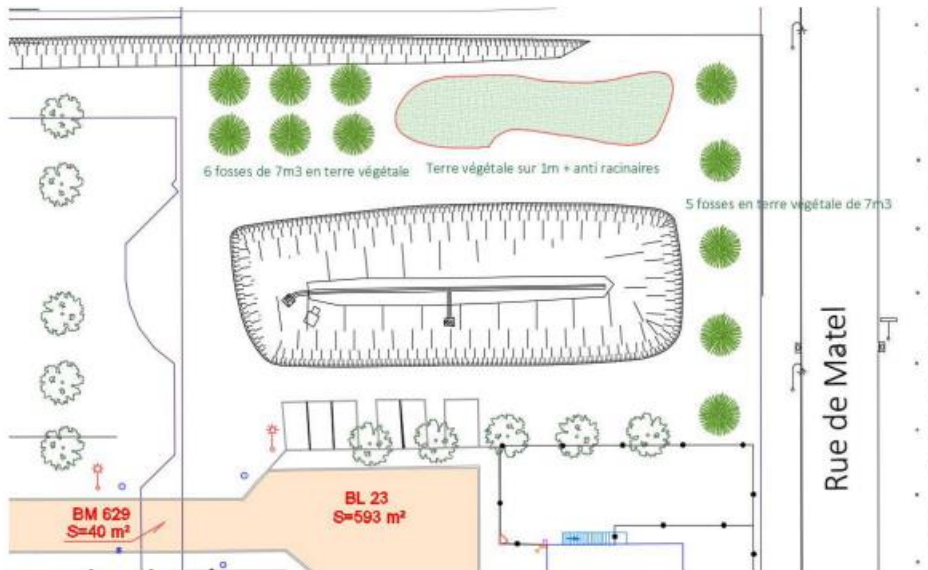 6 fosses de 7m3 en terre végétale
Terre végétale sur 1m + anti racinaires
5 fosses en terre végétale de 7m3
Rue de Matel
BM 629
S=40 m²
BL 23
S=593 m²